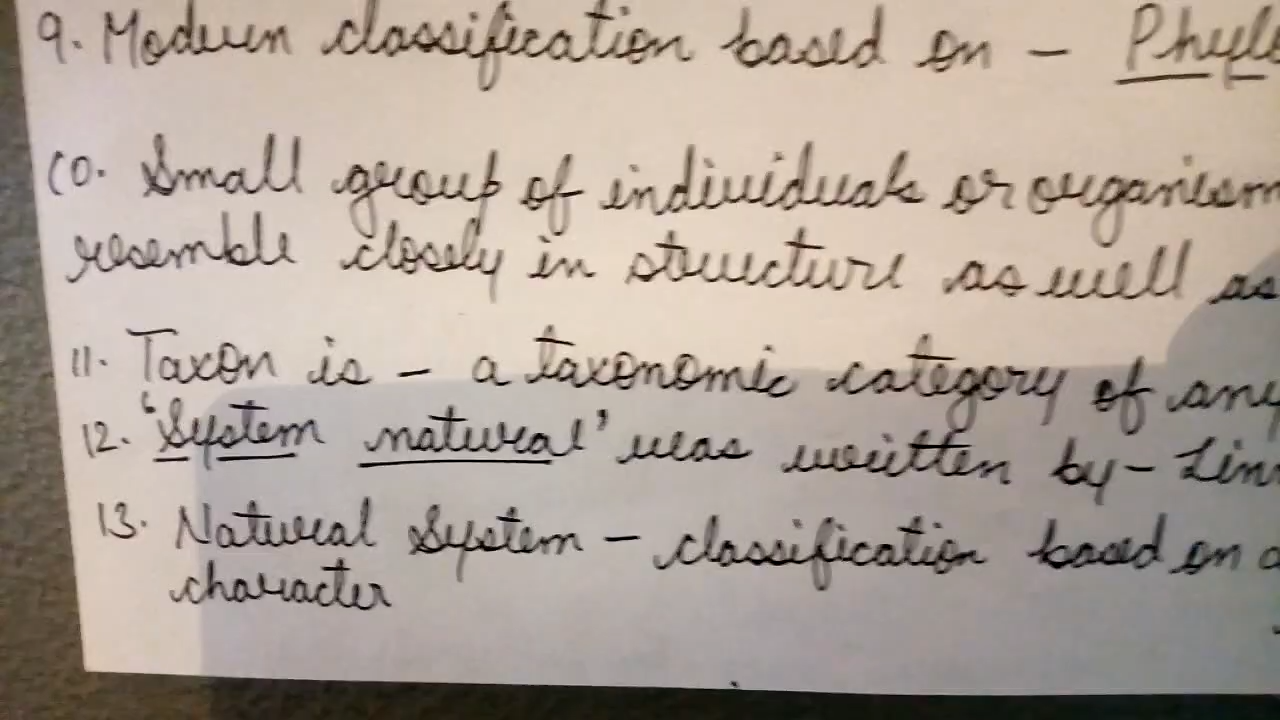 9. Modern classification based on - Phyl
10. Small group of individuals or organism
resemble closely in structure as well as
11. Taxon is - a taxonomic category of any
12. 'System natural' was written by - Linn
13. Natural System - classification based on a
character